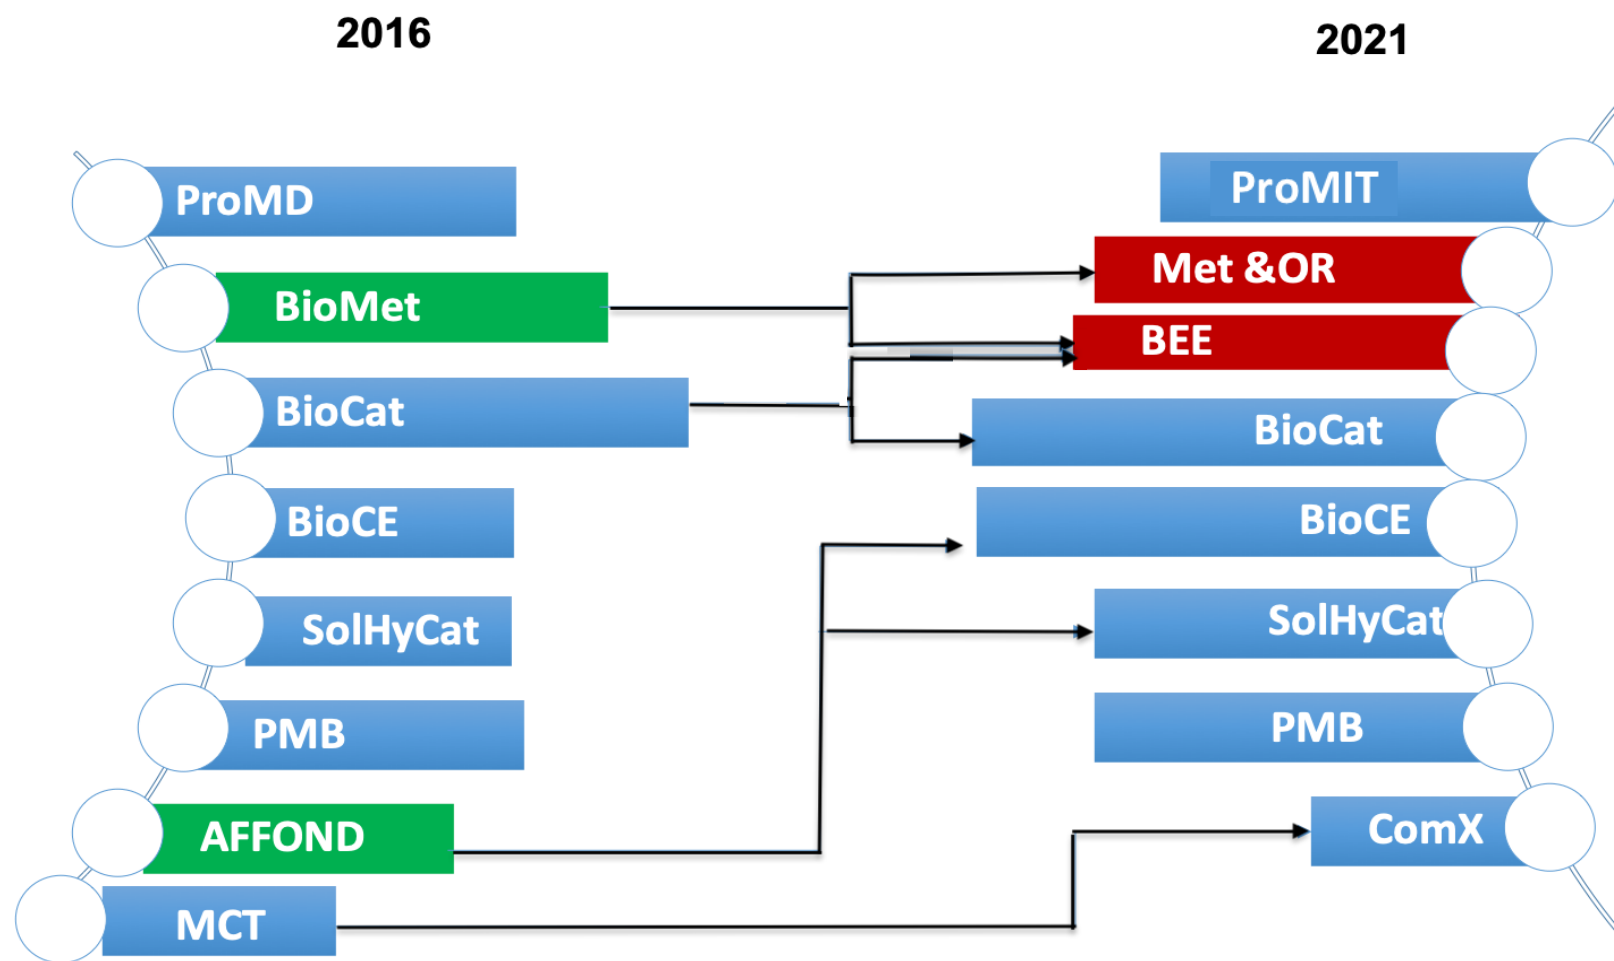 2016
2021
ProMD
BioMet
BioCat
BioCE
SolHyCat
PMB
AFFOND
MCT
ProMIT
Met &OR
BEE
BioCat
BioCE
SolHyCat
PMB
ComX